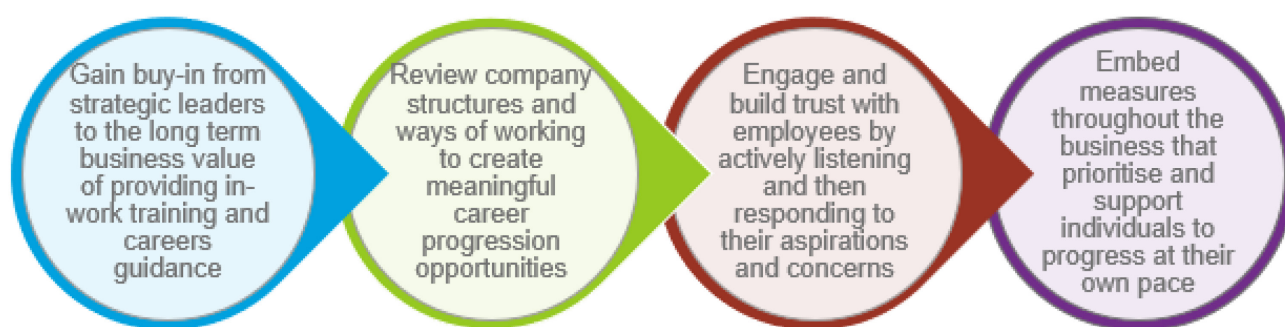 Gain buy-in from
strategic leaders
to the long term
business value
of providing in-
work training and
careers
guidance
Review company
structures and
ways of working
to create
meaningful
career
progression
opportunities
Engage and
build trust with
employees by
actively listening
and then
responding to
their aspirations
and concerns
Embed
measures
throughout the
business that
prioritise and
support
individuals to
progress at their
own pace